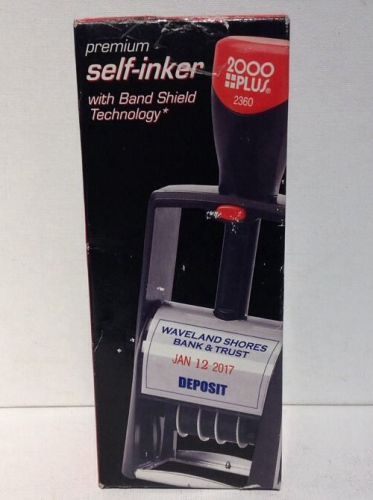 premium
self-inker
with Band Shield
Technology*
2000
PLUS®
2360
WAVELAND SHORES
BANK & TRUST
JAN 12 2017
DEPOSIT